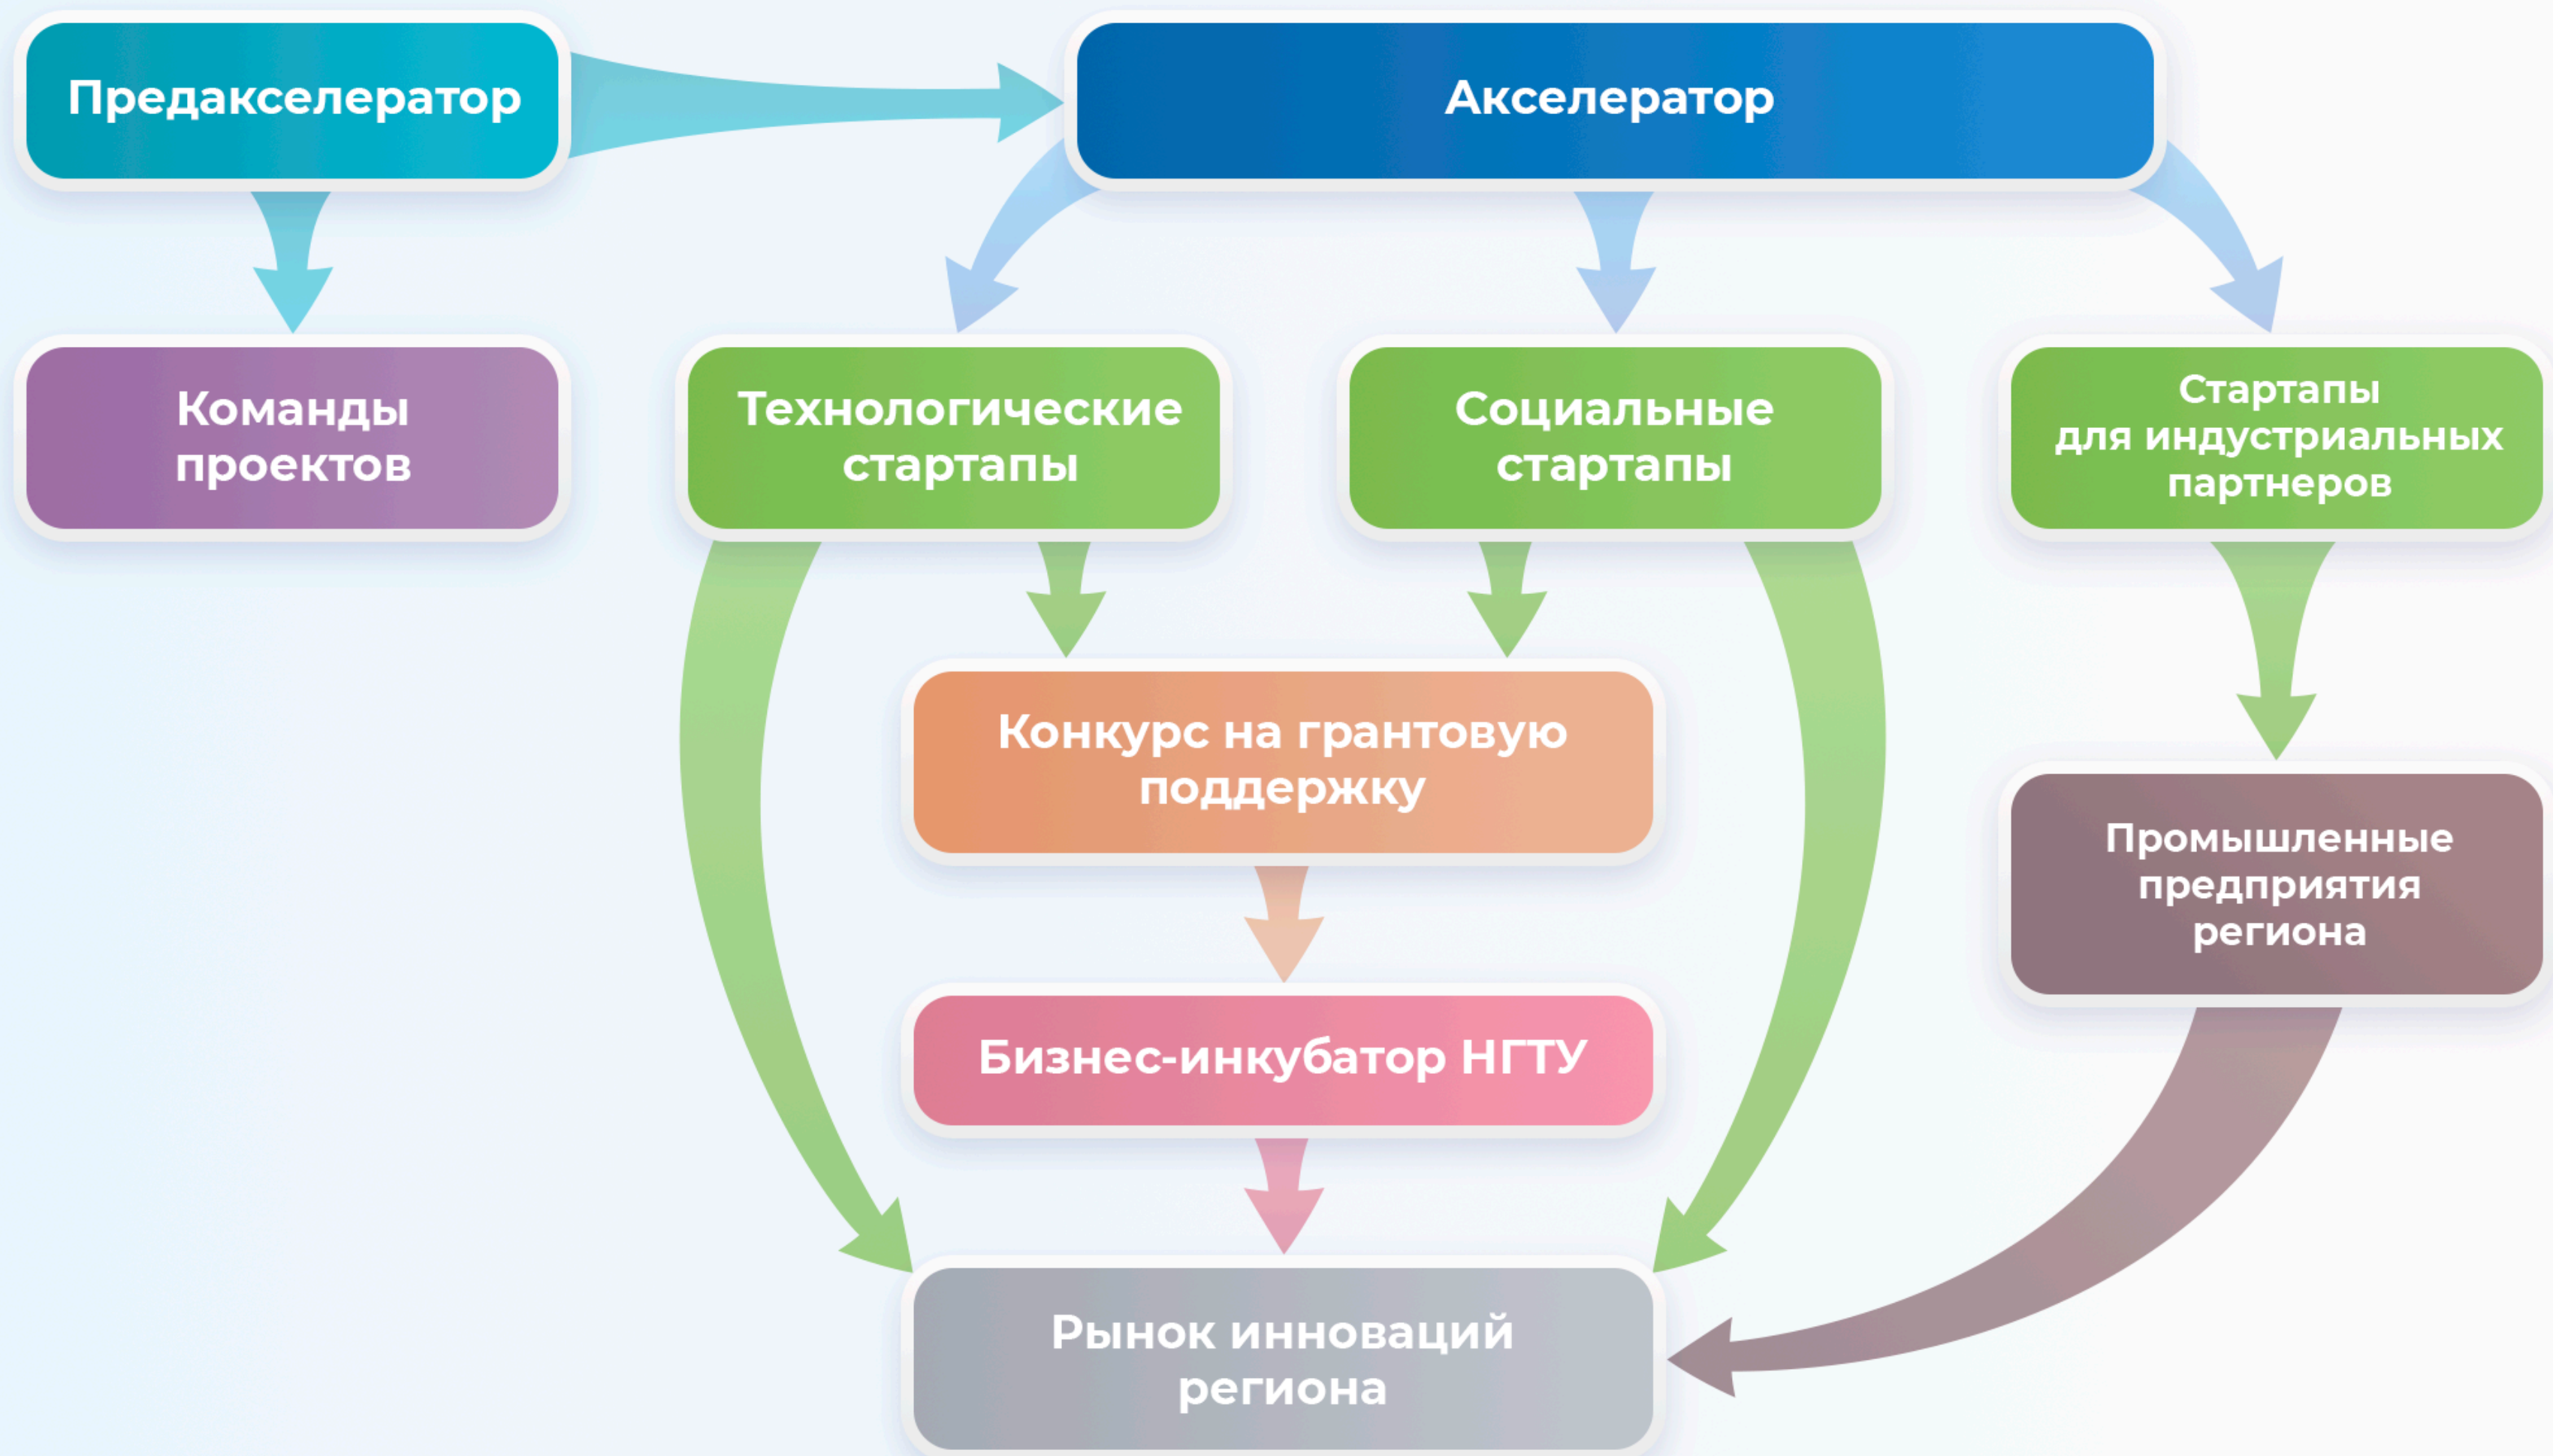 Предакселератор
Акселератор
Команды
проектов
Технологические
стартапы
Социальные
стартапы
Стартапы
для индустриальных
партнеров
Конкурс на грантовую
поддержку
Промышленные
предприятия
региона
Бизнес-инкубатор НГТУ
Рынок инноваций
региона